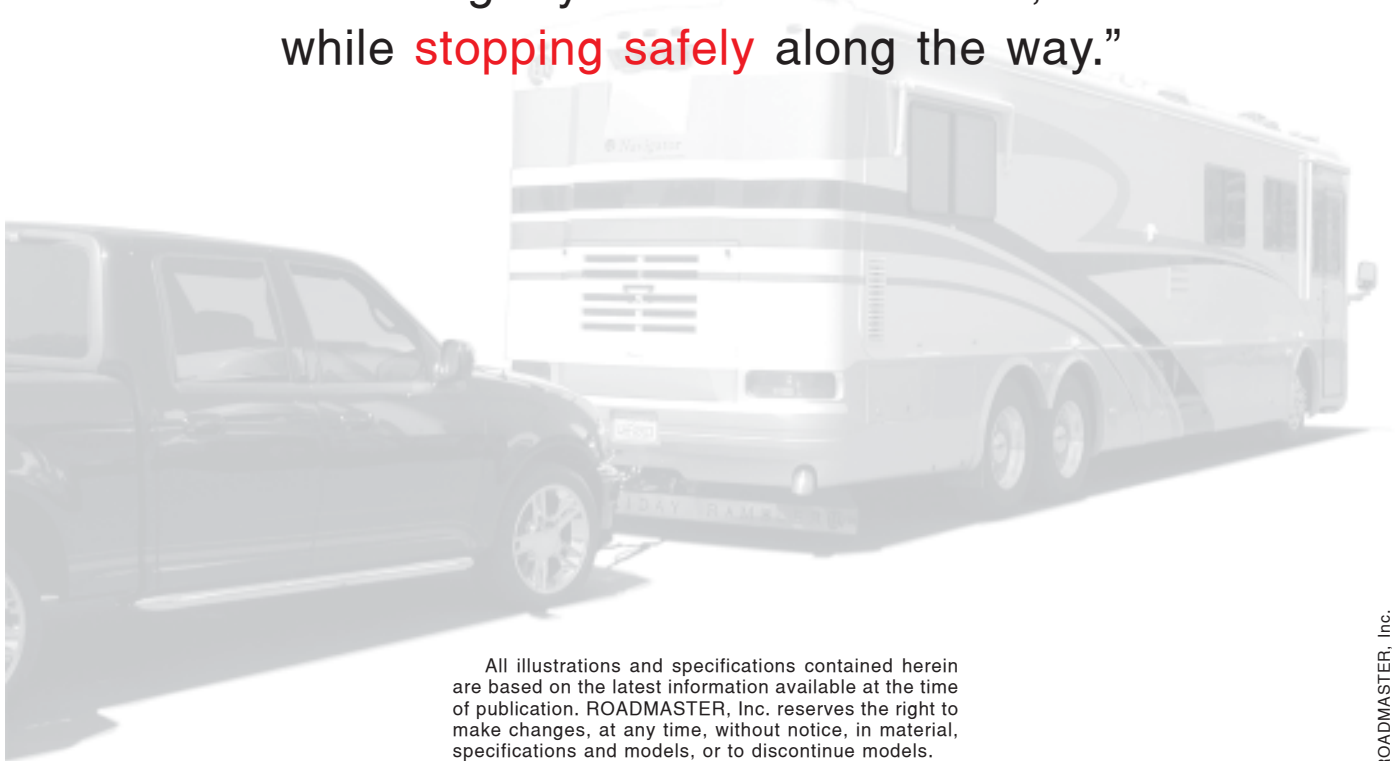 while stopping safely along the way.”
Navigator
All illustrations and specifications contained herein
are based on the latest information available at the time
of publication. ROADMASTER, Inc. reserves the right to
make changes, at any time, without notice, in material,
specifications and models, or to discontinue models.
ROADMASTER, Inc.